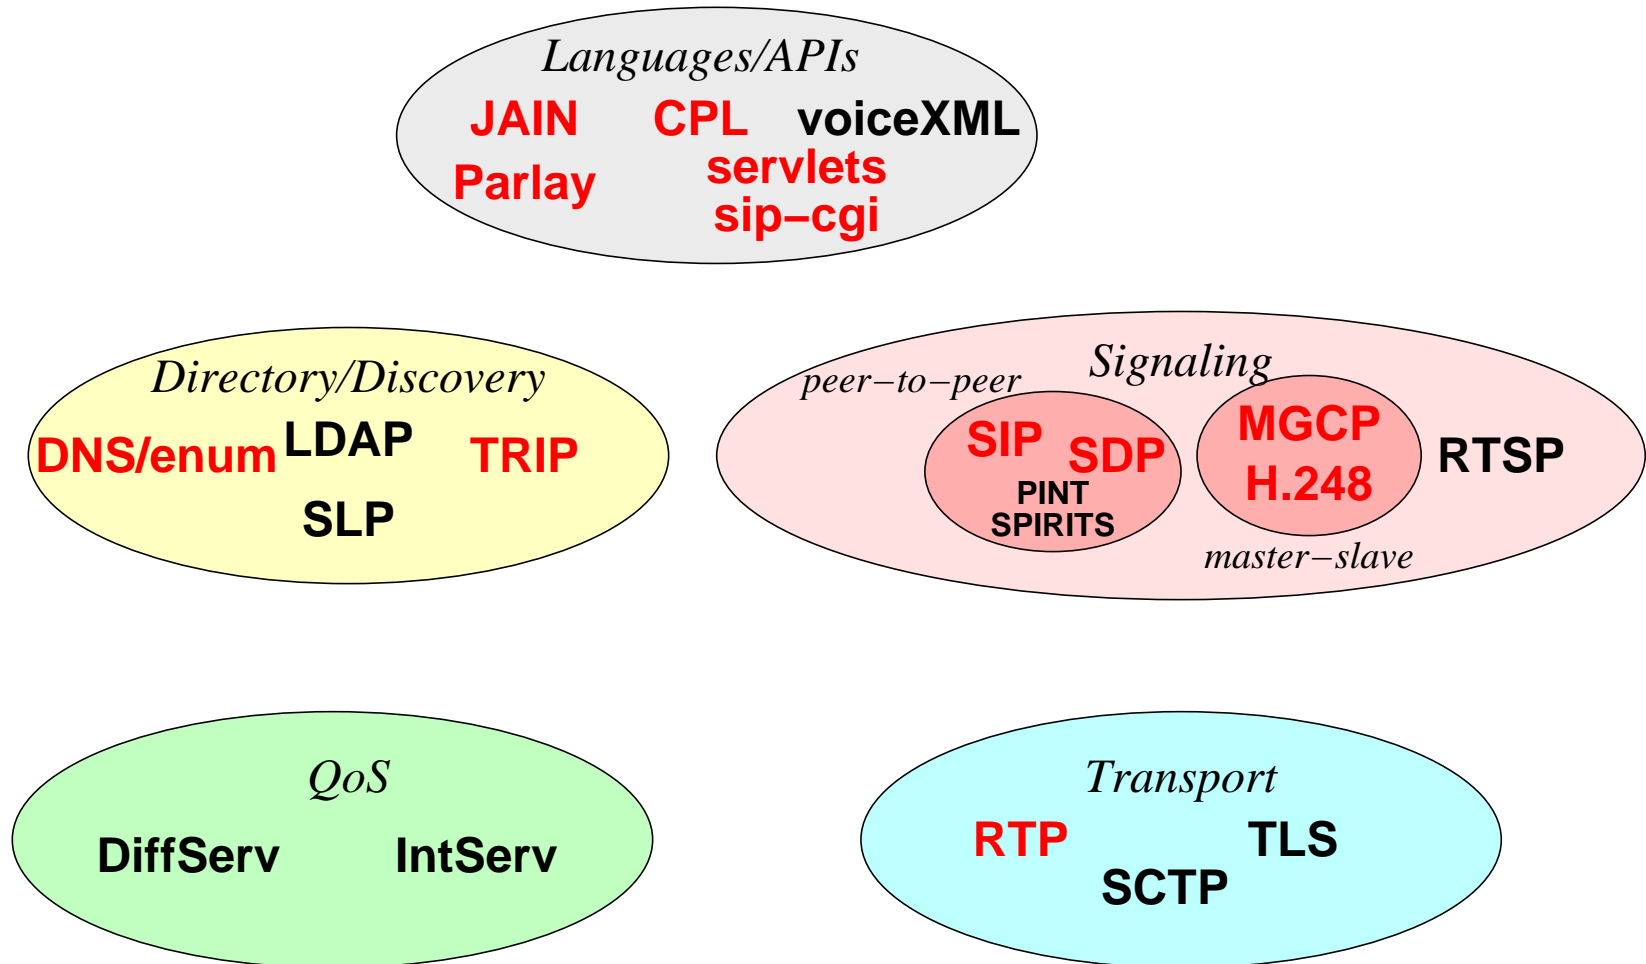 Languages/APIs
JAIN CPL voiceXML
Parlay servlets
sip−cgi
Directory/Discovery
DNS/enum LDAP TRIP
SLP
Signaling
peer−to−peer
SIP SDP
PINT
SPIRITS
MGCP
H.248
master−slave
RTSP
QoS
DiffServ IntServ
Transport
RTP TLS
SCTP